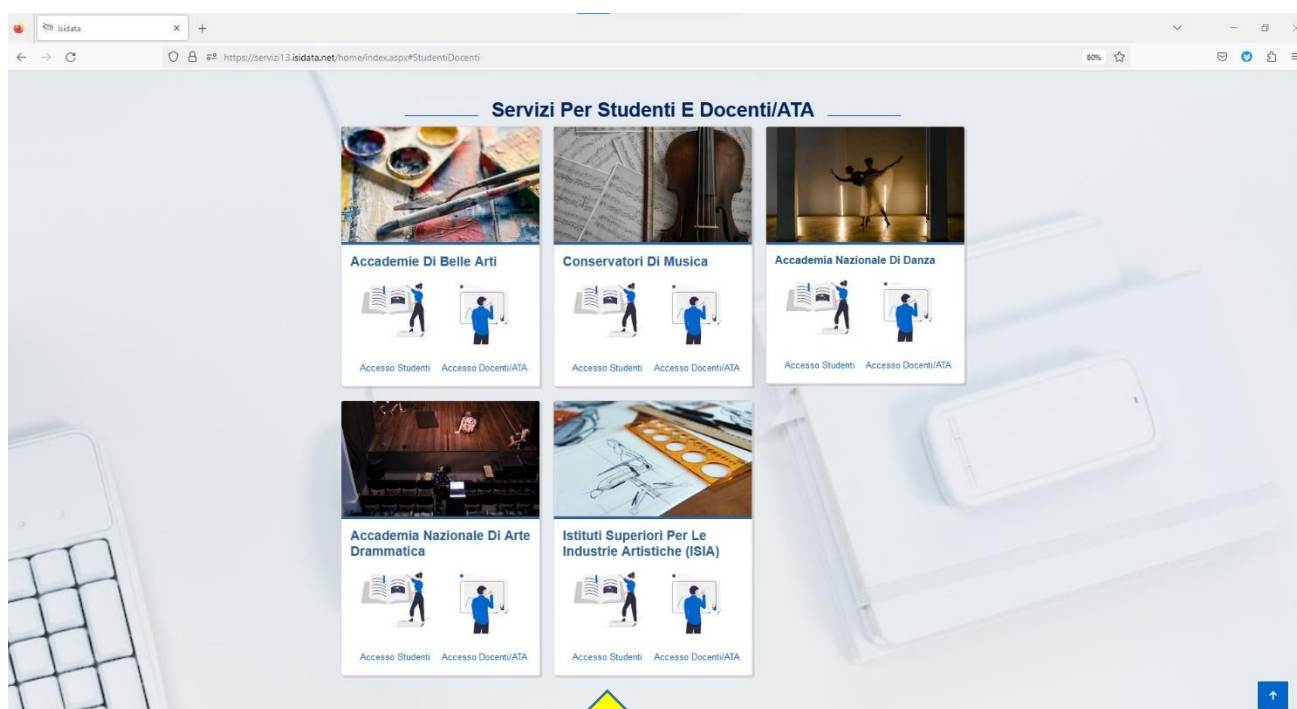 Isidata
https://servizi13.isidata.net/home/index.aspx#StudentiDocenti
80%
Servizi Per Studenti E Docenti/ATA
Accademie Di Belle Arti
Accesso Studenti Accesso Docenti/ATA
Conservatori Di Musica
Accesso Studenti Accesso Docenti/ATA
Accademia Nazionale Di Danza
Accesso Studenti Accesso Docenti/ATA
Accademia Nazionale Di Arte
Drammatica
Accesso Studenti Accesso Docenti/ATA
Istituti Superiori Per Le
Industrie Artistiche (ISIA)
Accesso Studenti Accesso Docenti/ATA